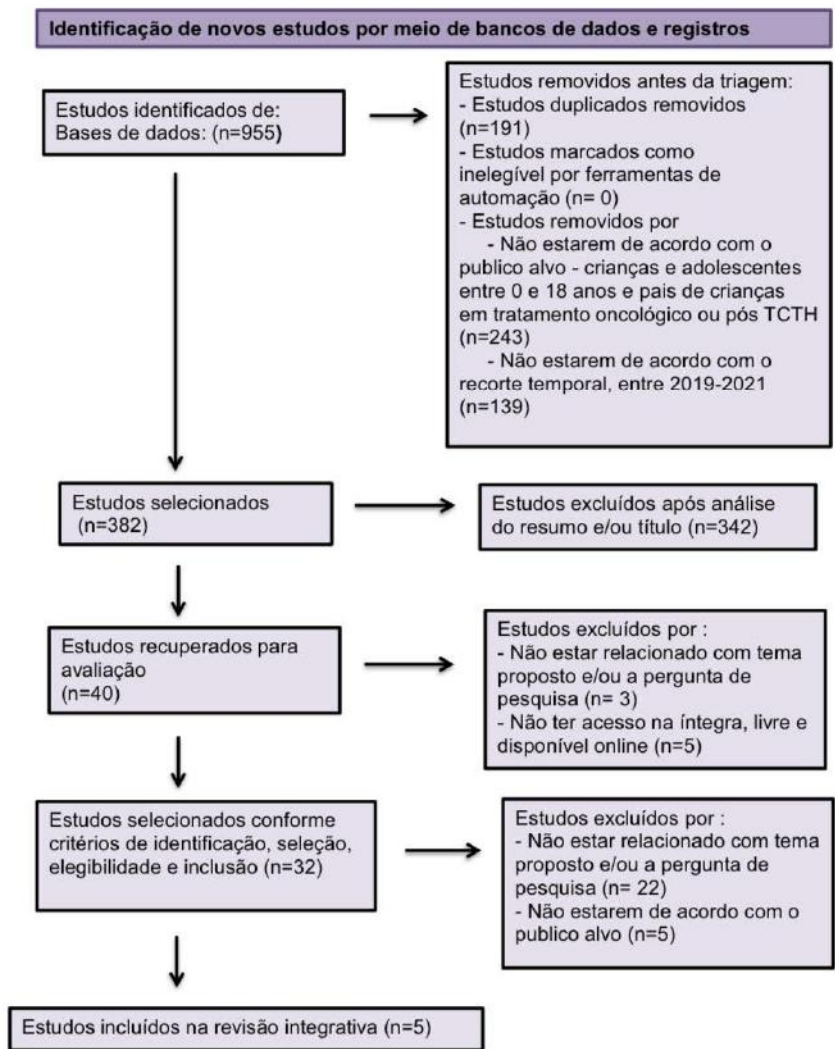 Identificação de novos estudos por meio de bancos de dados e registros
Estudos identificados de:
Bases de dados: (n=955)
Estudos removidos antes da triagem:
- Estudos duplicados removidos
(n=191)
- Estudos marcados como
inelegível por ferramentas de
automação (n= 0)
- Estudos removidos por
- Não estarem de acordo com o
publico alvo - crianças e adolescentes
entre 0 e 18 anos e pais de crianças
em tratamento oncológico ou pós TCTH
(n=243)
- Não estarem de acordo com o
recorte temporal, entre 2019-2021
(n=139)
Estudos selecionados
(n=382)
Estudos excluídos após análise
do resumo e/ou título (n=342)
Estudos recuperados para
avaliação
(n=40)
Estudos excluídos por :
- Não estar relacionado com tema
proposto e/ou a pergunta de
pesquisa (n= 3)
- Não ter acesso na íntegra, livre e
disponível online (n=5)
Estudos selecionados conforme
critérios de identificação, seleção,
elegibilidade e inclusão (n=32)
Estudos excluídos por :
- Não estar relacionado com tema
proposto e/ou a pergunta de
pesquisa (n= 22)
- Não estarem de acordo com o
publico alvo (n=5)
Estudos incluídos na revisão integrativa (n=5)